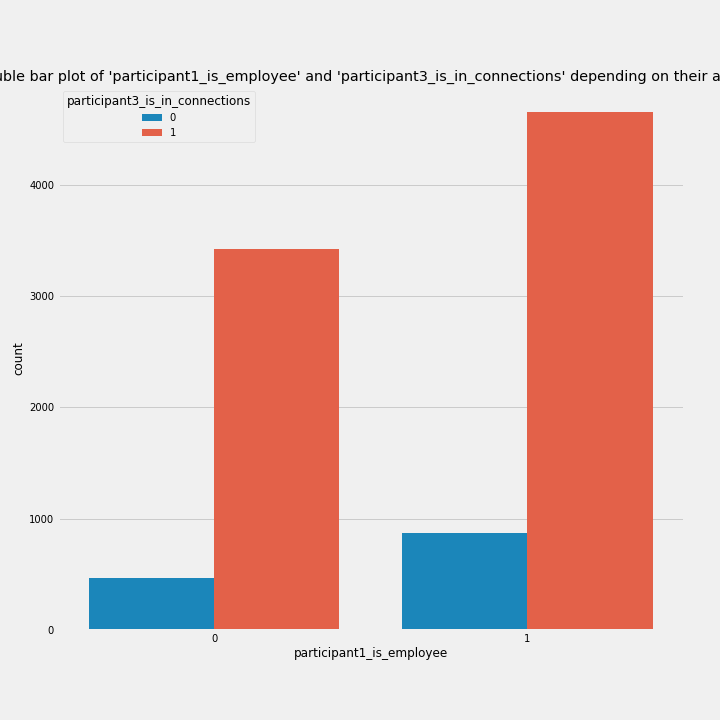 uble bar plot of 'participant1_is_employee' and 'participant3_is_in_connections' depending on their a
participant3_is_in_connections
0
1
4000
3000
2000
1000
0
count
0 1
participant1_is_employee